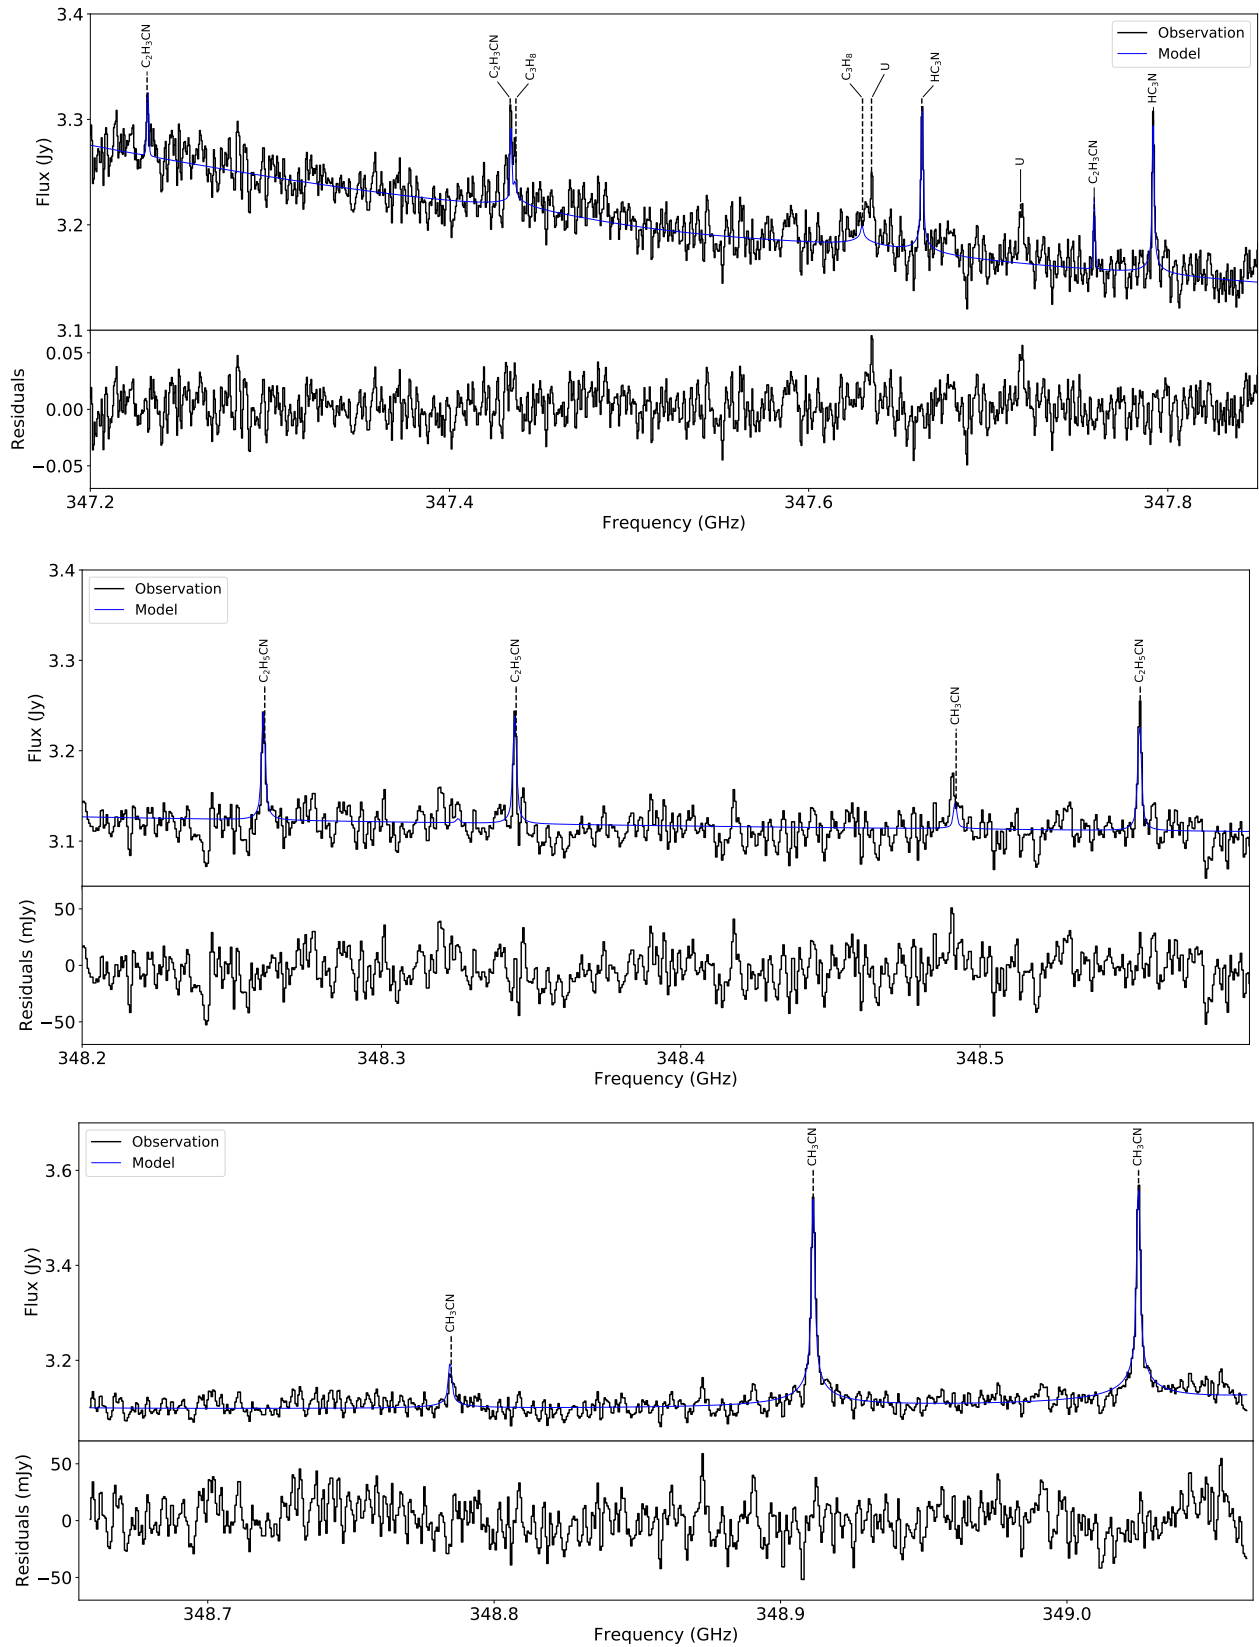 3.4
C₂H₃CN
C₂H₃CN
C₃H₈
C₃H₈
U
HC₃N
U
C₂H₃CN
HC₃N
Observation
Model
3.3
3.2
3.1
Flux (Jy)
0.05
0.00
−0.05
Residuals
347.2
347.4
347.6
347.8
Frequency (GHz)
3.4
Observation
Model
C₂H₅CN
C₂H₅CN
CH₃CN
C₂H₅CN
3.3
3.2
3.1
Flux (Jy)
50
0
−50
Residuals (mJy)
348.2
348.3
348.4
348.5
Frequency (GHz)
Observation
Model
CH₃CN
CH₃CN
CH₃CN
3.6
3.4
3.2
Flux (Jy)
50
0
−50
Residuals (mJy)
348.7
348.8
348.9
349.0
Frequency (GHz)